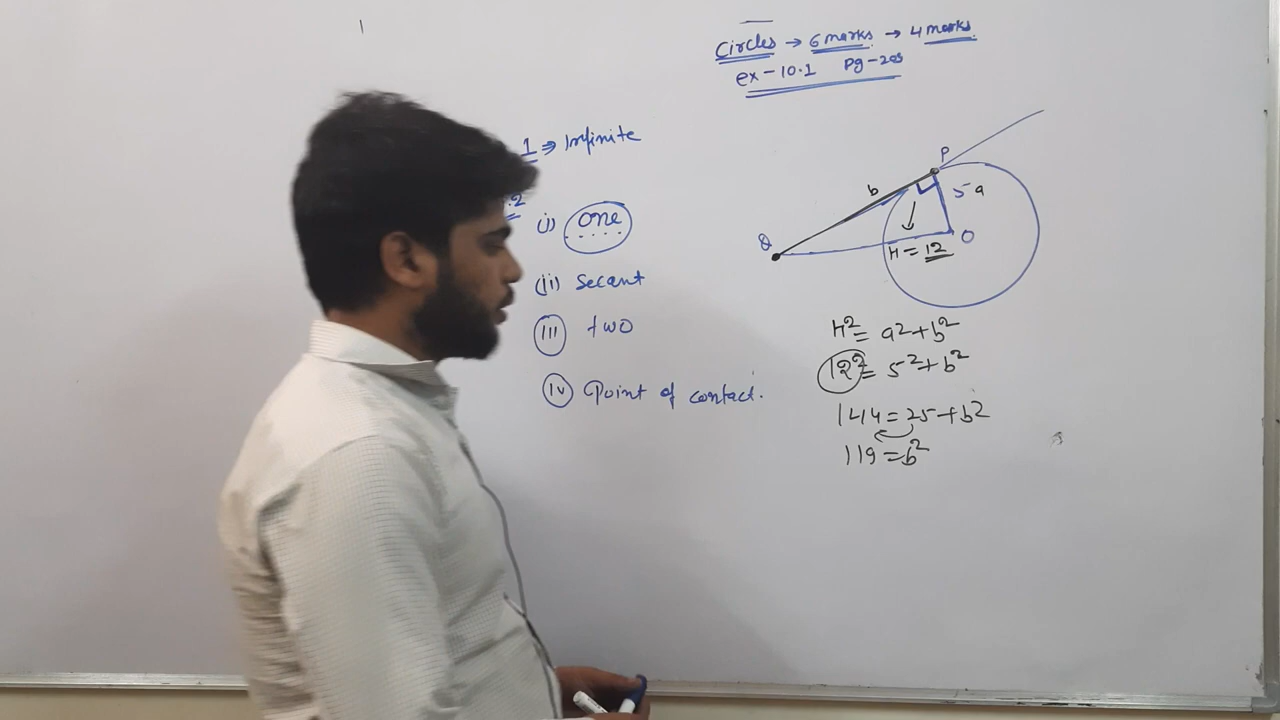 Circles → 6 marks → 4 marks
ex-10.1 Pg-205
1 ⇒ Infinite
.2
(i) one
(ii) secant
(iii) two
(iv) Point of contact.
P
b
5 a
Q
O
H = 12
H² = a² + b²
12² = 5² + b²
144 = 25 + b²
119 = b²